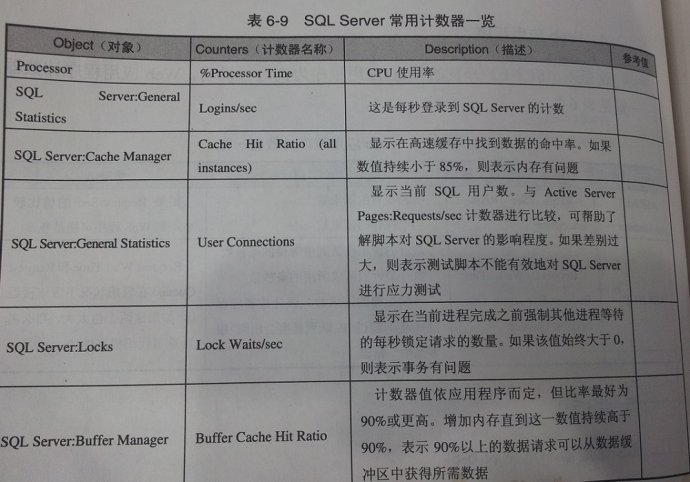 表 6-9 SQL Server 常用计数器一览
Object（对象） Counters（计数器名称） Description（描述） 参考值
Processor %Processor Time CPU 使用率
SQL Server:General
Statistics
Logins/sec
这是每秒登录到 SQL Server 的计数
SQL Server:Cache Manager
Cache Hit Ratio (all
instances)
显示在高速缓存中找到数据的命中率。如果
数值持续小于 85%，则表示内存有问题
SQL Server:General Statistics
User Connections
显示当前 SQL 用户数。与 Active Server
Pages:Requests/sec 计数器进行比较，可帮助了
解脚本对 SQL Server 的影响程度。如果差别过
大，则表示测试脚本不能有效地对 SQL Server
进行应力测试
SQL Server:Locks
Lock Waits/sec
显示在当前进程完成之前强制其他进程等待
的每秒锁定请求的数量。如果该值始终大于 0，
则表示事务有问题
SQL Server:Buffer Manager
Buffer Cache Hit Ratio
计数器值依应用程序而定，但比率最好为
90%或更高。增加内存直到这一数值持续高于
90%，表示 90%以上的数据请求可以从数据缓
冲区中获得所需数据